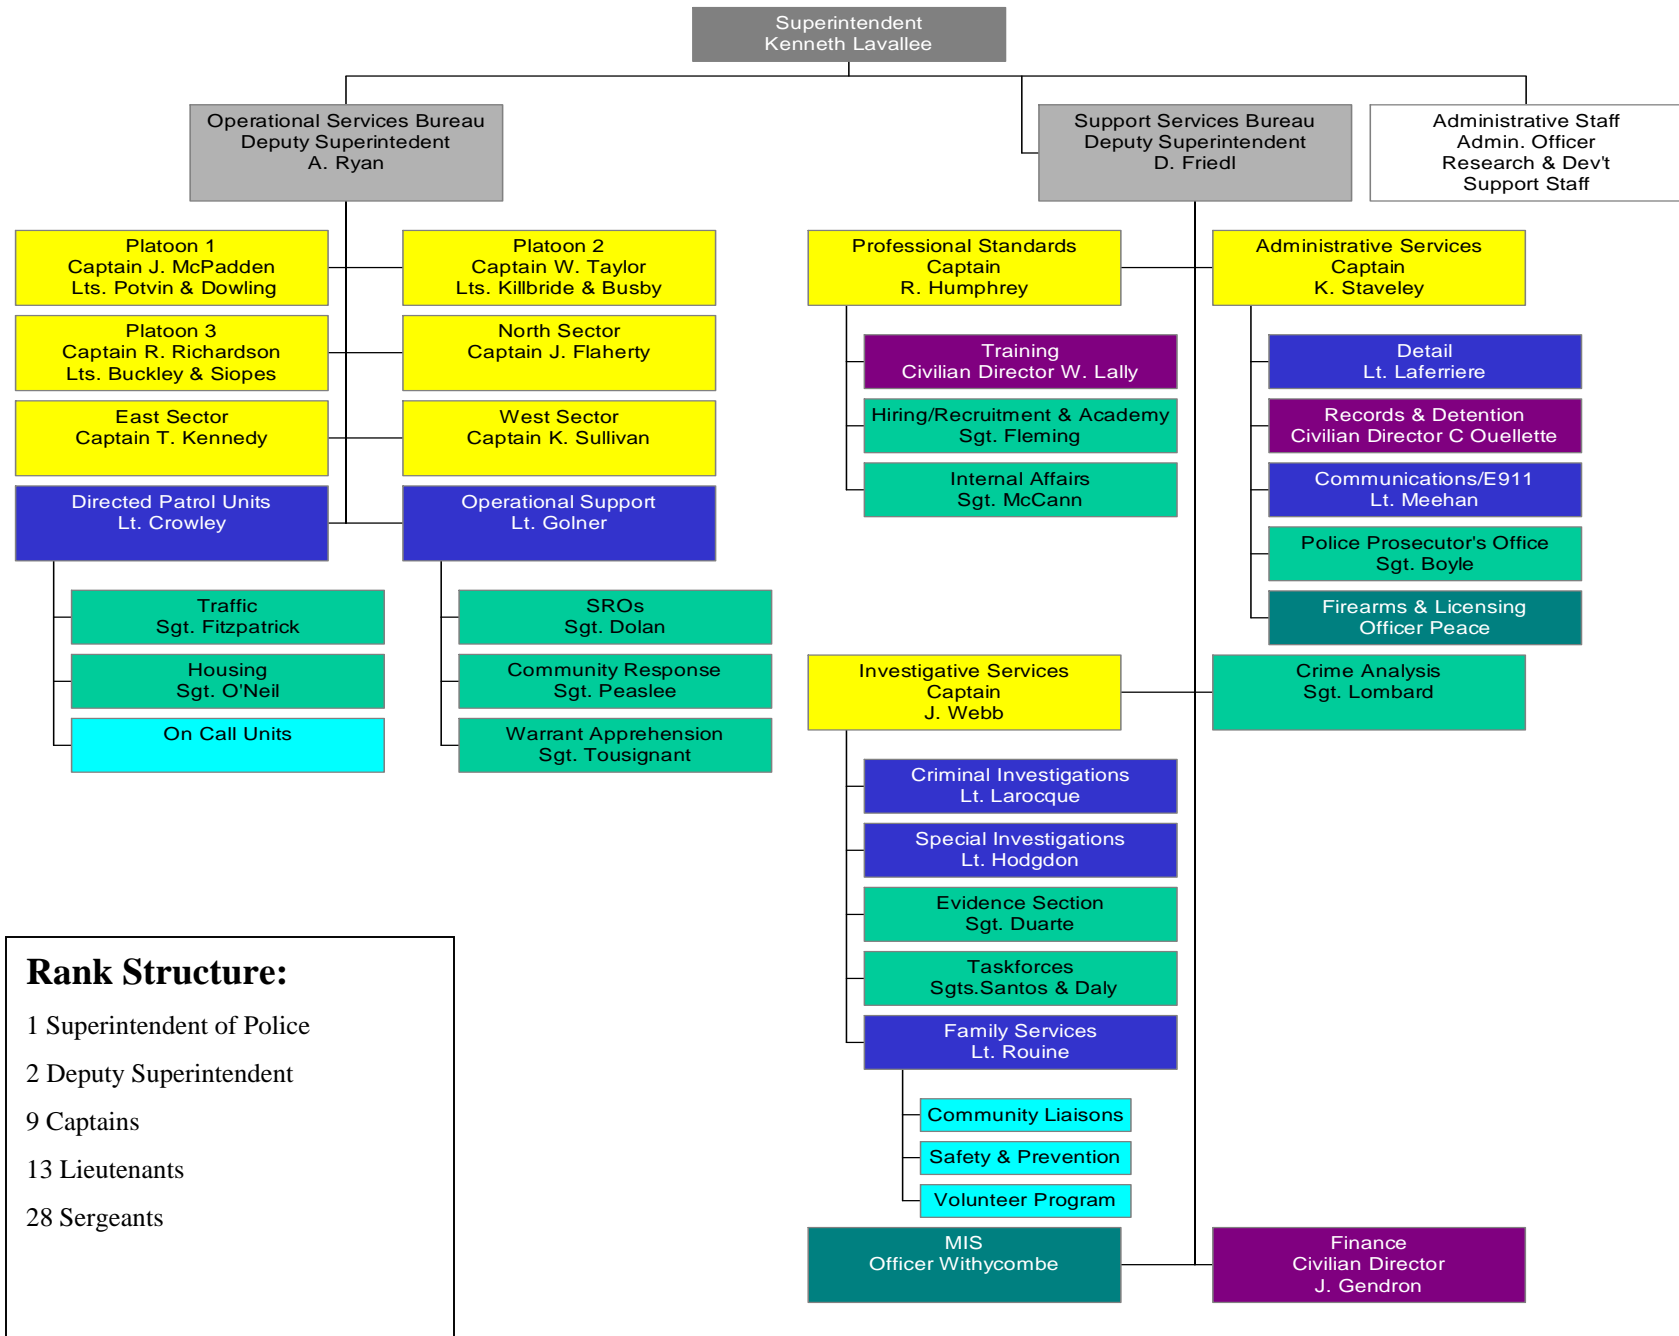 Superintendent
Kenneth Lavallee
Operational Services Bureau
Deputy Superintedent
A. Ryan
Support Services Bureau
Deputy Superintendent
D. Friedl
Administrative Staff
Admin. Officer
Research & Dev't
Support Staff
Platoon 1
Captain J. McPadden
Lts. Potvin & Dowling
Platoon 2
Captain W. Taylor
Lts. Killbride & Busby
Platoon 3
Captain R. Richardson
Lts. Buckley & Siopes
North Sector
Captain J. Flaherty
East Sector
Captain T. Kennedy
West Sector
Captain K. Sullivan
Directed Patrol Units
Lt. Crowley
Operational Support
Lt. Golner
Traffic
Sgt. Fitzpatrick
Housing
Sgt. O'Neil
On Call Units
SROs
Sgt. Dolan
Community Response
Sgt. Peaslee
Warrant Apprehension
Sgt. Tousignant
Professional Standards
Captain
R. Humphrey
Training
Civilian Director W. Lally
Hiring/Recruitment & Academy
Sgt. Fleming
Internal Affairs
Sgt. McCann
Administrative Services
Captain
K. Staveley
Detail
Lt. Laferriere
Records & Detention
Civilian Director C Ouellette
Communications/E911
Lt. Meehan
Police Prosecutor's Office
Sgt. Boyle
Firearms & Licensing
Officer Peace
Investigative Services
Captain
J. Webb
Crime Analysis
Sgt. Lombard
Criminal Investigations
Lt. Larocque
Special Investigations
Lt. Hodgdon
Evidence Section
Sgt. Duarte
Taskforces
Sgts.Santos & Daly
Family Services
Lt. Rouine
Community Liaisons
Safety & Prevention
Volunteer Program
MIS
Officer Withycombe
Finance
Civilian Director
J. Gendron
Rank Structure:
1 Superintendent of Police
2 Deputy Superintendent
9 Captains
13 Lieutenants
28 Sergeants